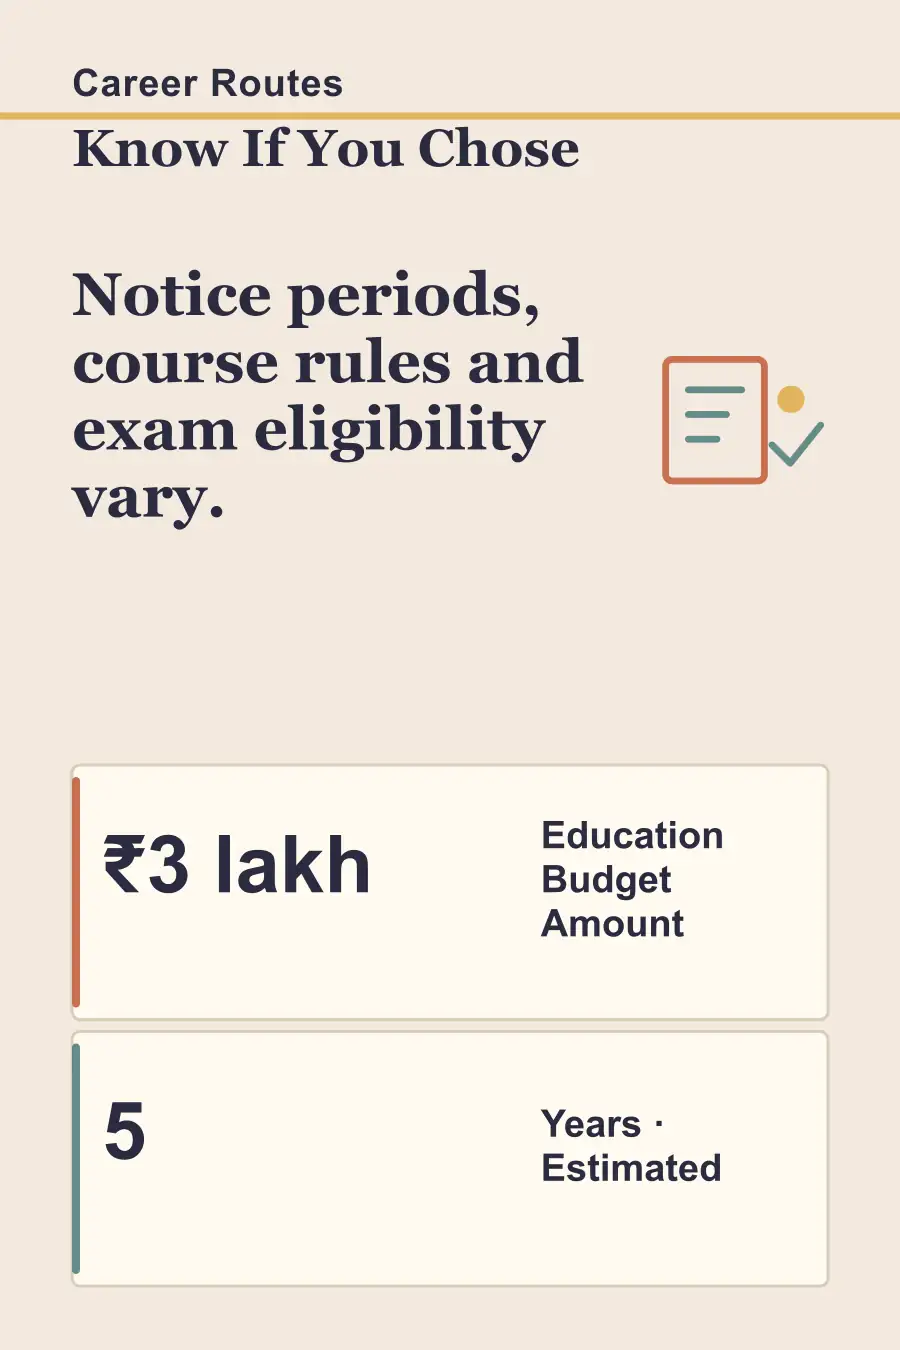 Career Routes
Know If You Chose
Notice periods,
course rules and
exam eligibility
vary.
₹3 lakh
Education
Budget
Amount
5
Years ·
Estimated